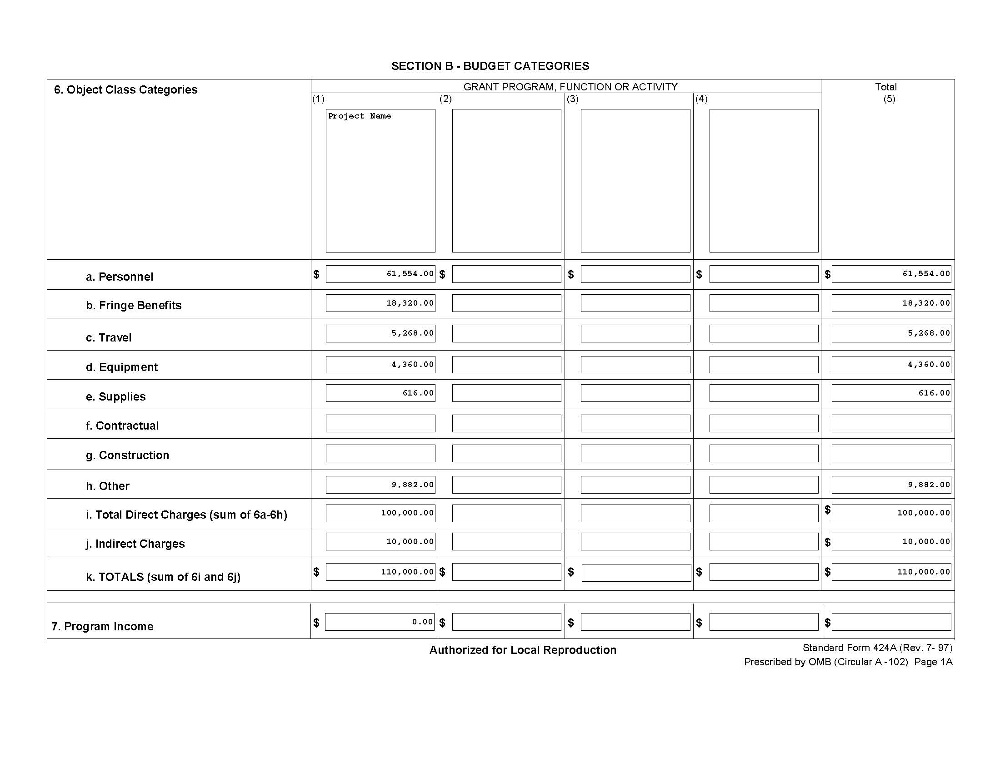 SECTION B - BUDGET CATEGORIES
6. Object Class Categories
GRANT PROGRAM, FUNCTION OR ACTIVITY
Total
(1)
(2)
(3)
(4)
(5)
Project Name
a. Personnel $ 61,554.00 $ $ $ $ 61,554.00
b. Fringe Benefits 18,320.00 18,320.00
c. Travel 5,268.00 5,268.00
d. Equipment 4,360.00 4,360.00
e. Supplies 616.00 616.00
f. Contractual
g. Construction
h. Other 9,882.00 9,882.00
i. Total Direct Charges (sum of 6a-6h) 100,000.00 $ 100,000.00
j. Indirect Charges 10,000.00 $ 10,000.00
k. TOTALS (sum of 6i and 6j) $ 110,000.00 $ $ $ $ 110,000.00
7. Program Income $ 0.00 $ $ $ $
Authorized for Local Reproduction
Standard Form 424A (Rev. 7- 97)
Prescribed by OMB (Circular A -102) Page 1A